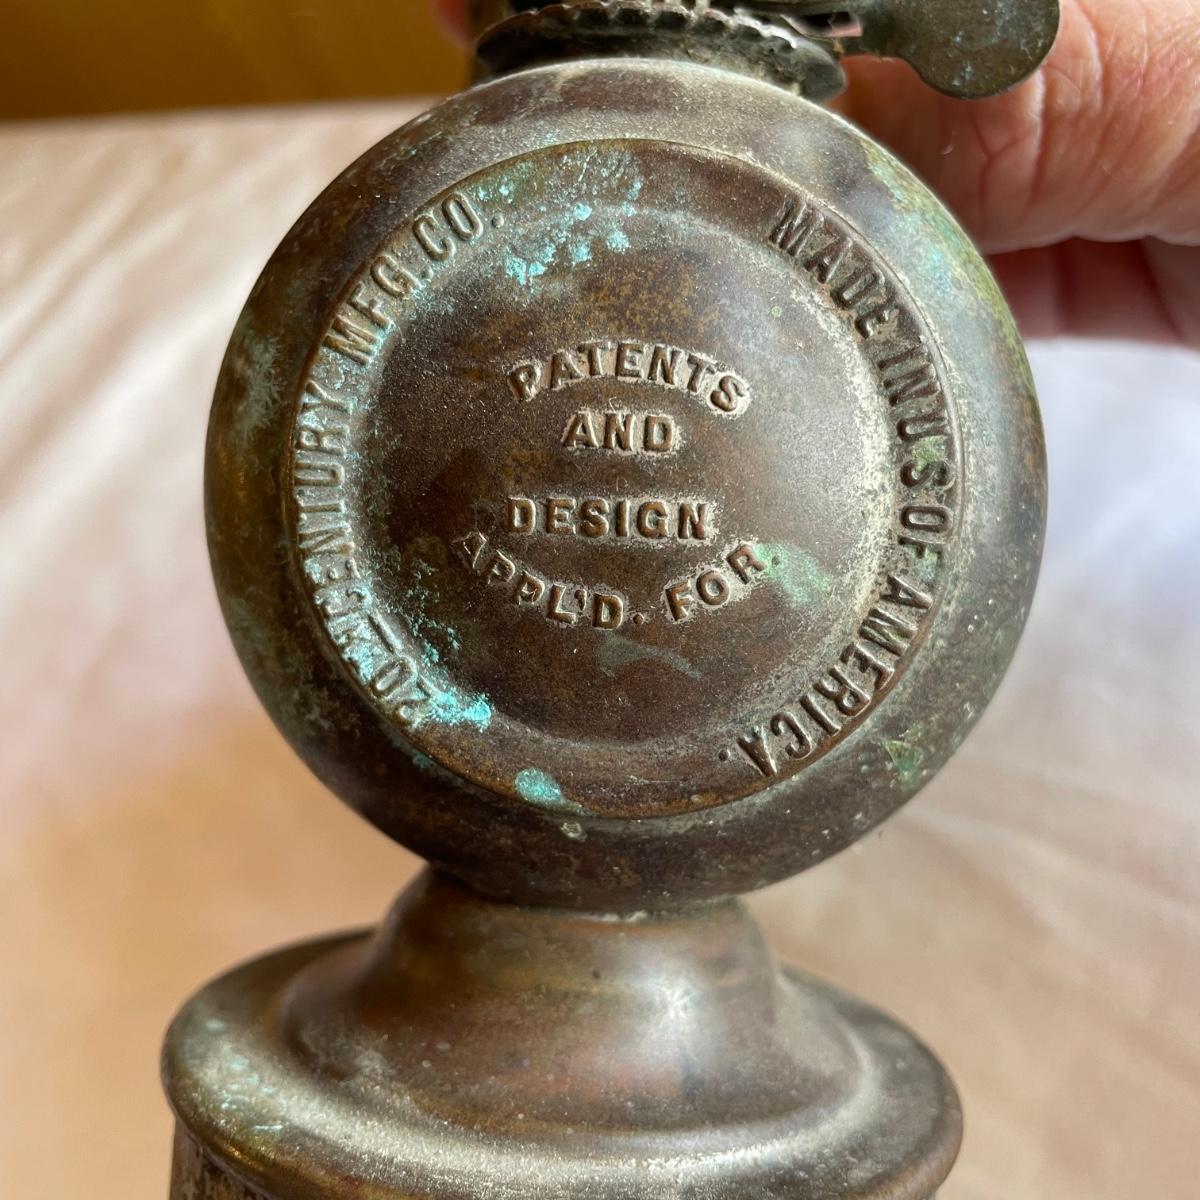 20TH CENTURY MFG. CO.
MADE IN U.S. OF AMERICA.
PATENTS
AND
DESIGN
APPL'D. FOR.